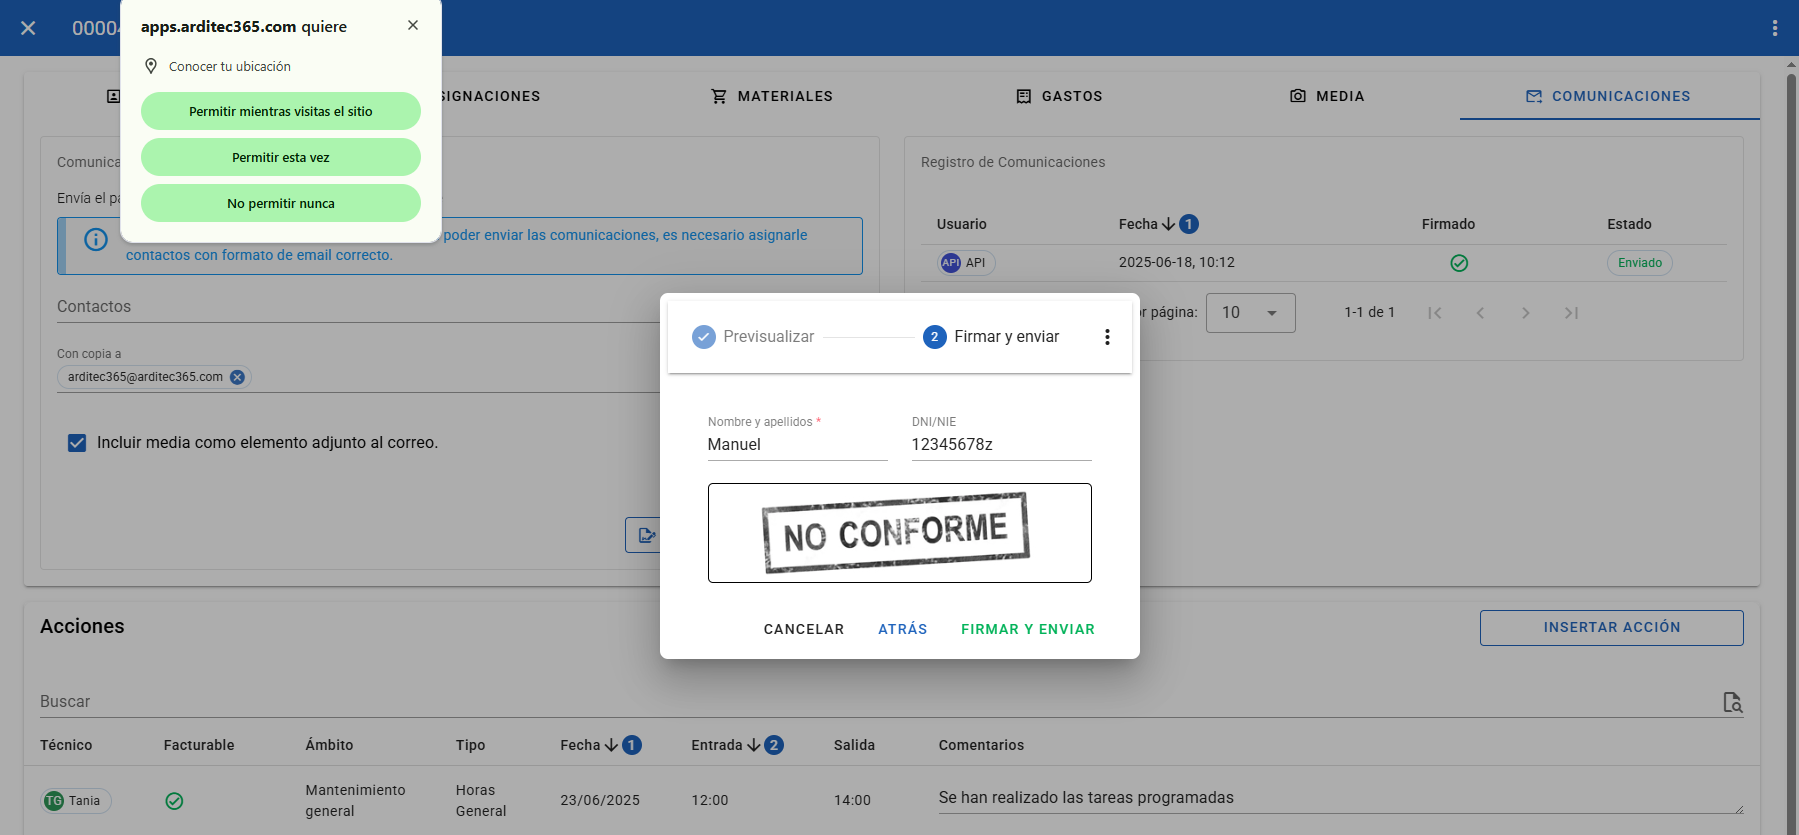 0000
apps.arditec365.com quiere
Conocer tu ubicación
Permitir mientras visitas el sitio
Permitir esta vez
No permitir nunca
MATERIALES
GASTOS
MEDIA
COMUNICACIONES
Envía el
poder enviar las comunicaciones, es necesario asignarle
contactos con formato de email correcto.
Contactos
Con copia a
arditec365@arditec365.com
Incluir media como elemento adjunto al correo.
Registro de Comunicaciones
Usuario Fecha 1 Firmado Estado
API API 2025-06-18, 10:12 Enviado
página: 10 1-1 de 1
Previsualizar
2 Firmar y enviar
Nombre y apellidos * DNI/NIE
Manuel 12345678z
NO CONFORME
CANCELAR ATRÁS FIRMAR Y ENVIAR
Acciones
INSERTAR ACCIÓN
Buscar
Técnico Facturable Ámbito Tipo Fecha 1 Entrada 2 Salida Comentarios
TG Tania Mantenimiento general Horas General 23/06/2025 12:00 14:00 Se han realizado las tareas programadas